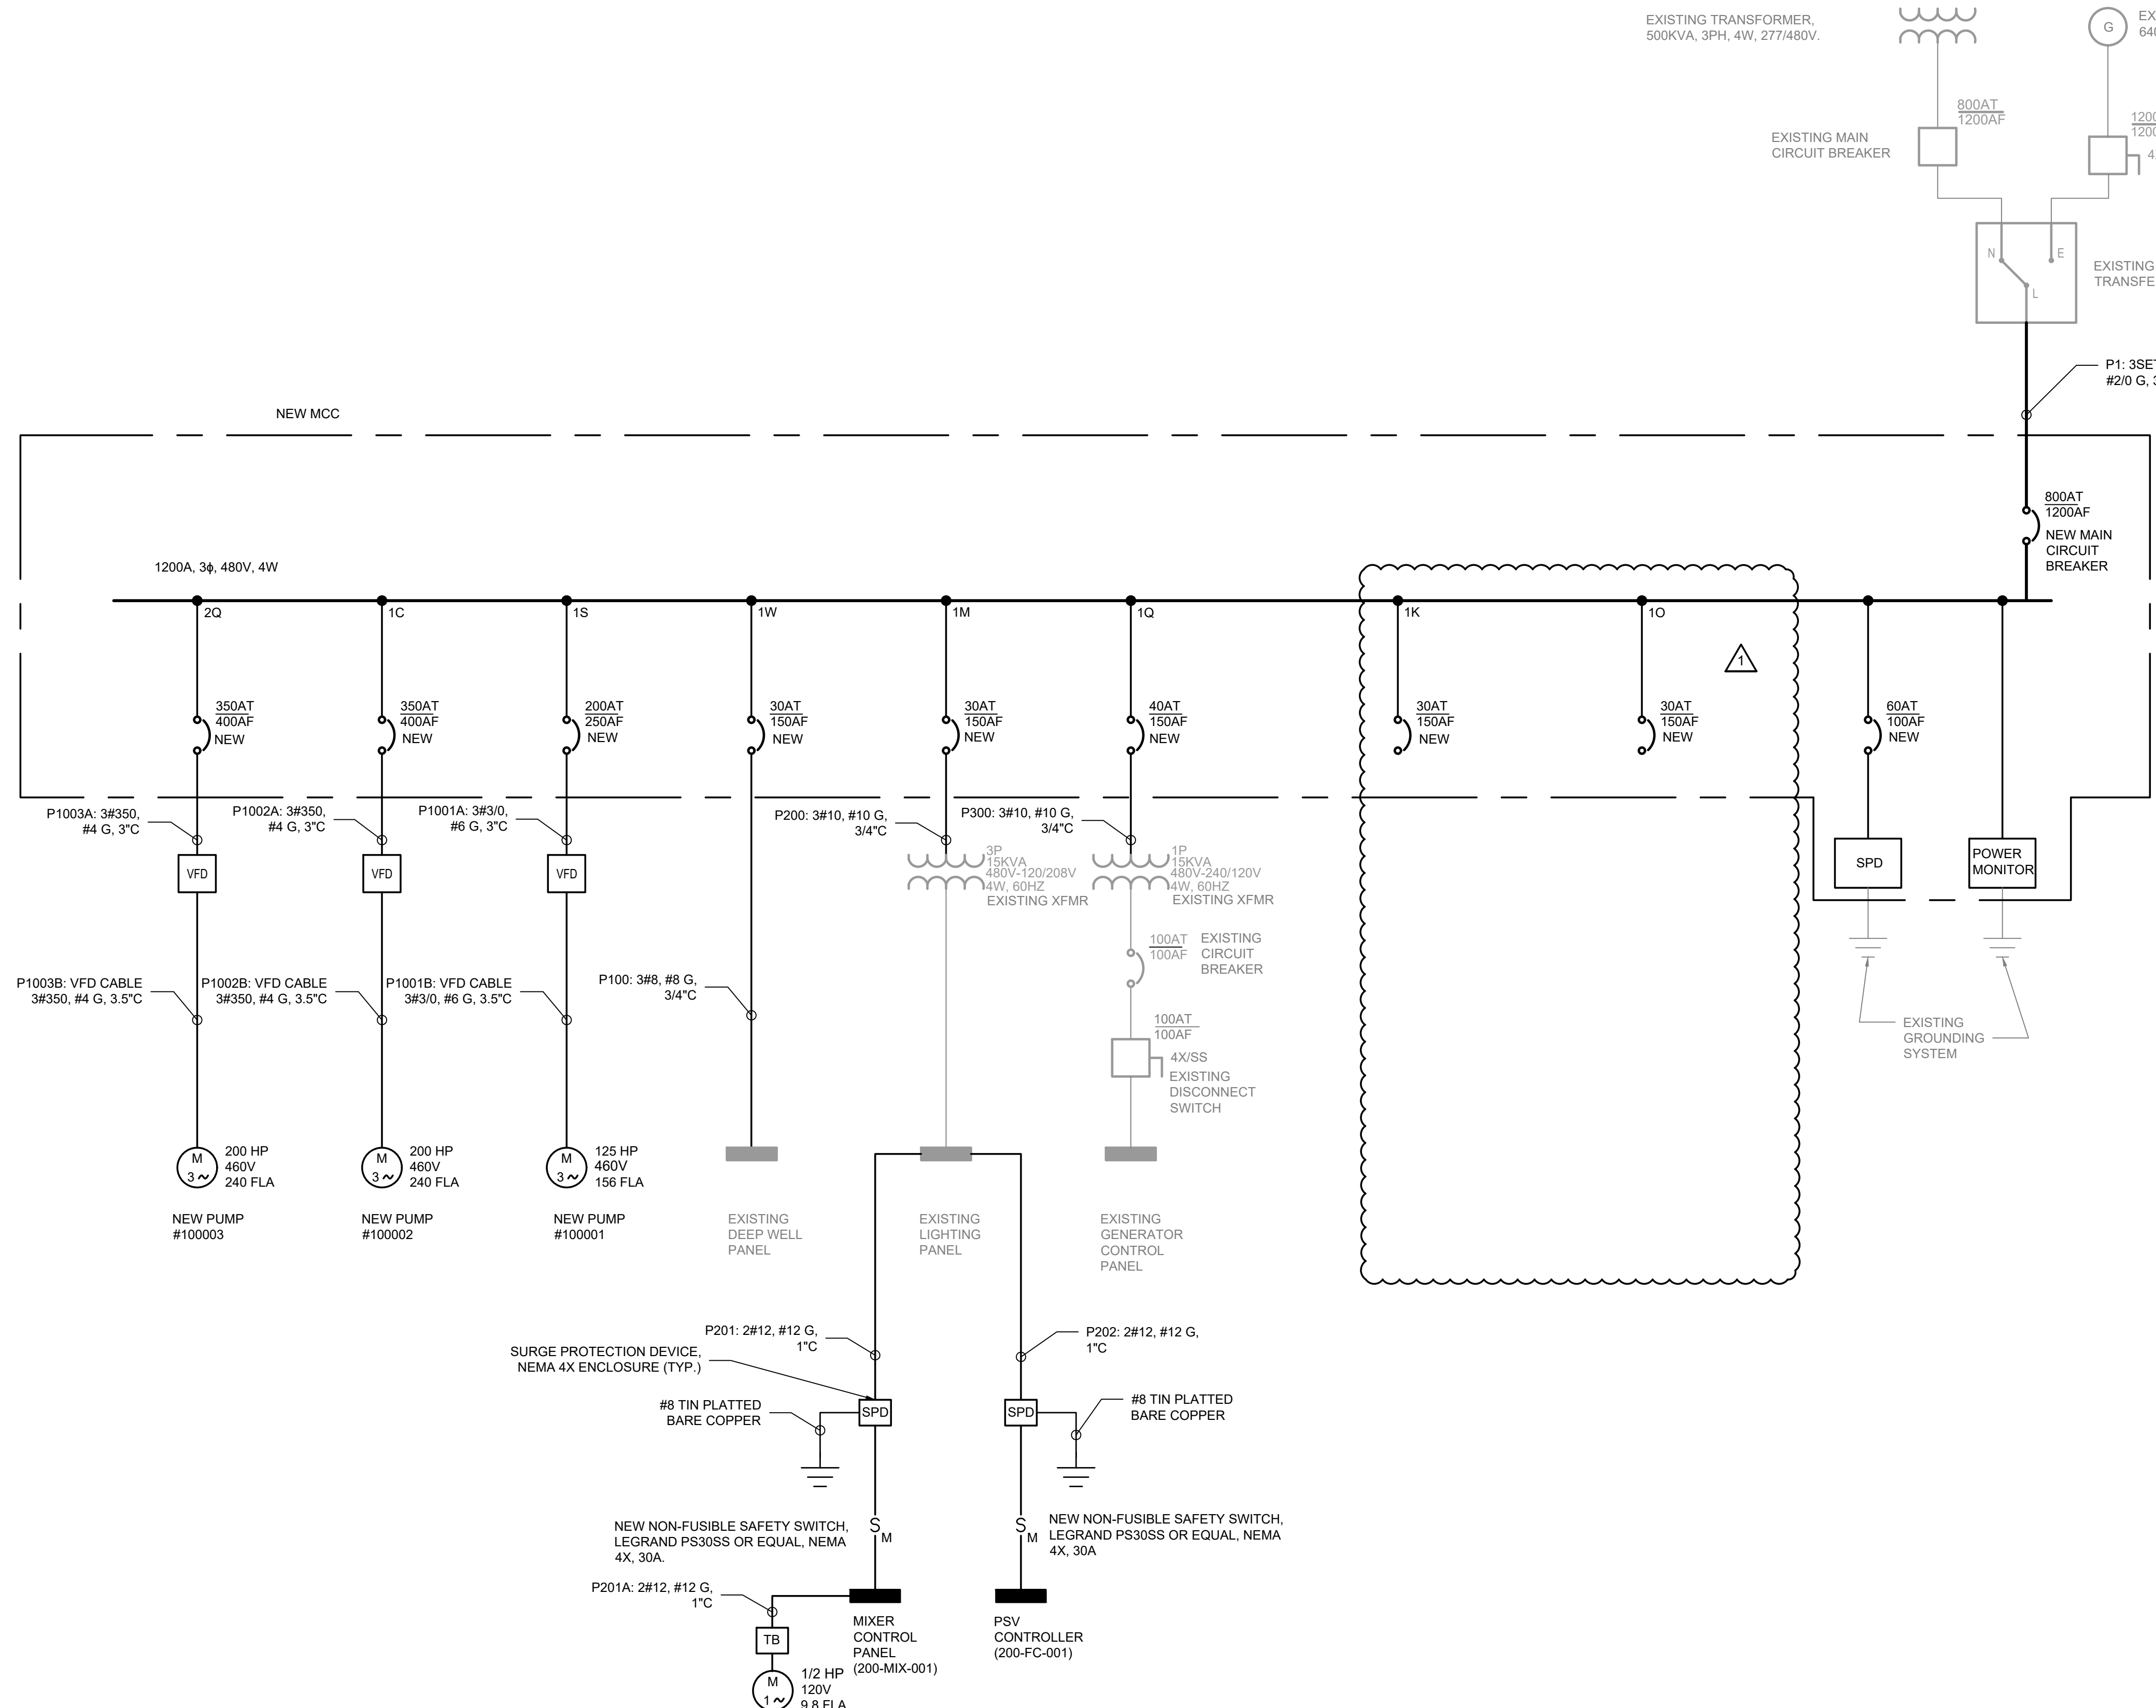 EXISTING TRANSFORMER,
500KVA, 3PH, 4W, 277/480V.
G
800AT
1200AF
EXISTING MAIN
CIRCUIT BREAKER
N
E
L
EXISTING
P1: 3SET
#2/0 G,
NEW MCC
800AT
1200AF
NEW MAIN
CIRCUIT
BREAKER
1200A, 3ϕ, 480V, 4W
2Q
1C
1S
1W
1M
1Q
1K
1O
1
350AT
400AF
NEW
350AT
400AF
NEW
200AT
250AF
NEW
30AT
150AF
NEW
30AT
150AF
NEW
40AT
150AF
NEW
30AT
150AF
NEW
30AT
150AF
NEW
60AT
100AF
NEW
P1003A: 3#350,
#4 G, 3"C
P1002A: 3#350,
#4 G, 3"C
P1001A: 3#3/0,
#6 G, 3"C
P200: 3#10, #10 G,
3/4"C
P300: 3#10, #10 G,
3/4"C
VFD
VFD
VFD
3P
15KVA
480V-120/208V
4W, 60HZ
EXISTING XFMR
1P
15KVA
480V-240/120V
4W, 60HZ
EXISTING XFMR
SPD
POWER
MONITOR
100AT
100AF
EXISTING
CIRCUIT
BREAKER
P1003B: VFD CABLE
3#350, #4 G, 3.5"C
P1002B: VFD CABLE
3#350, #4 G, 3.5"C
P1001B: VFD CABLE
3#3/0, #6 G, 3.5"C
P100: 3#8, #8 G,
3/4"C
100AT
100AF
4X/SS
EXISTING
DISCONNECT
SWITCH
EXISTING
GROUNDING
SYSTEM
M
3~
200 HP
460V
240 FLA
M
3~
200 HP
460V
240 FLA
M
3~
125 HP
460V
156 FLA
NEW PUMP
#100003
NEW PUMP
#100002
NEW PUMP
#100001
EXISTING
DEEP WELL
PANEL
EXISTING
LIGHTING
PANEL
EXISTING
GENERATOR
CONTROL
PANEL
P201: 2#12, #12 G,
1"C
P202: 2#12, #12 G,
1"C
SURGE PROTECTION DEVICE,
NEMA 4X ENCLOSURE (TYP.)
#8 TIN PLATTED
BARE COPPER
SPD
SPD
#8 TIN PLATTED
BARE COPPER
NEW NON-FUSIBLE SAFETY SWITCH,
LEGRAND PS30SS OR EQUAL, NEMA
4X, 30A.
S M
S M
NEW NON-FUSIBLE SAFETY SWITCH,
LEGRAND PS30SS OR EQUAL, NEMA
4X, 30A
P201A: 2#12, #12 G,
1"C
TB
MIXER
CONTROL
PANEL
(200-MIX-001)
PSV
CONTROLLER
(200-FC-001)
M
1~
1/2 HP
120V
9.8 FLA